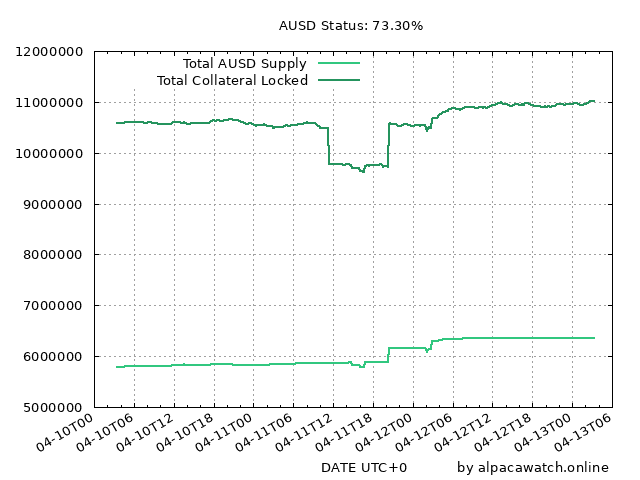 AUSD Status: 73.30%
12000000
11000000
10000000
9000000
8000000
7000000
6000000
5000000
Total AUSD Supply
Total Collateral Locked
04-10T00
04-10T06
04-10T12
04-10T18
04-11T00
04-11T06
04-11T12
04-11T18
04-12T00
04-12T06
04-12T12
04-12T18
04-13T00
04-13T06
DATE UTC+0
by alpacawatch.online